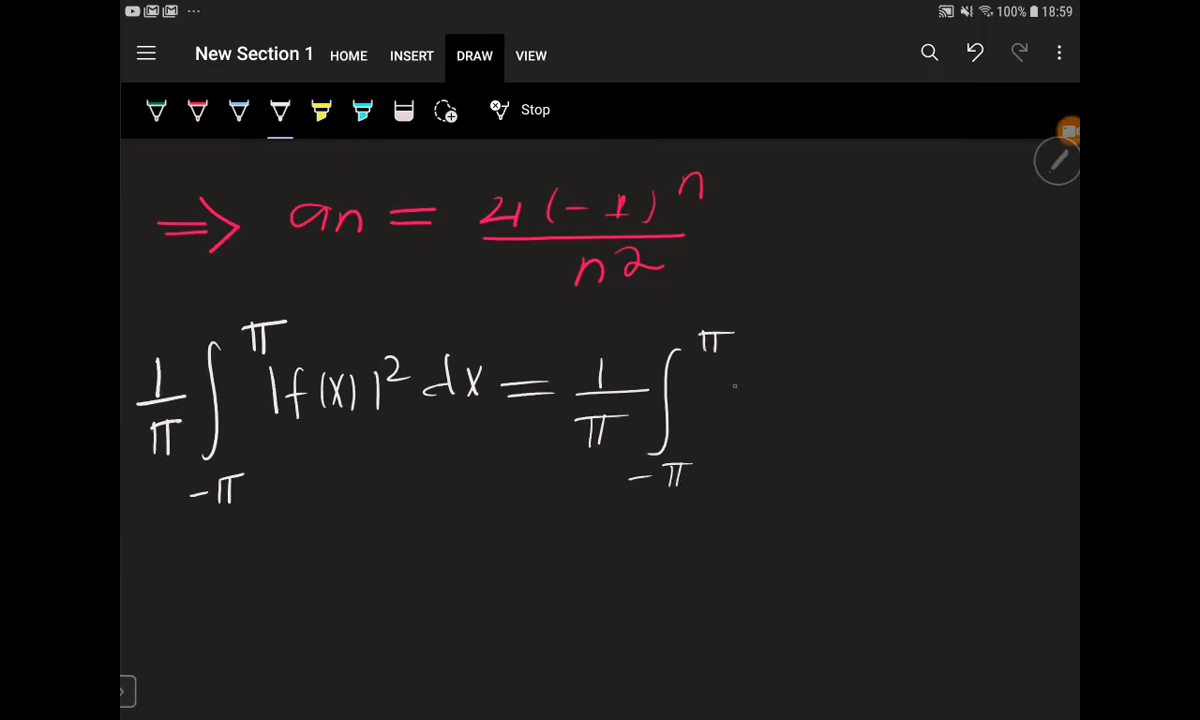 100% 18:59
New Section 1 HOME INSERT DRAW VIEW
Stop
⇒ an = 4(-1)^n / n2
1/π ∫_{-π}^{π} |f(x)|² dx = 1/π ∫_{-π}^{π}